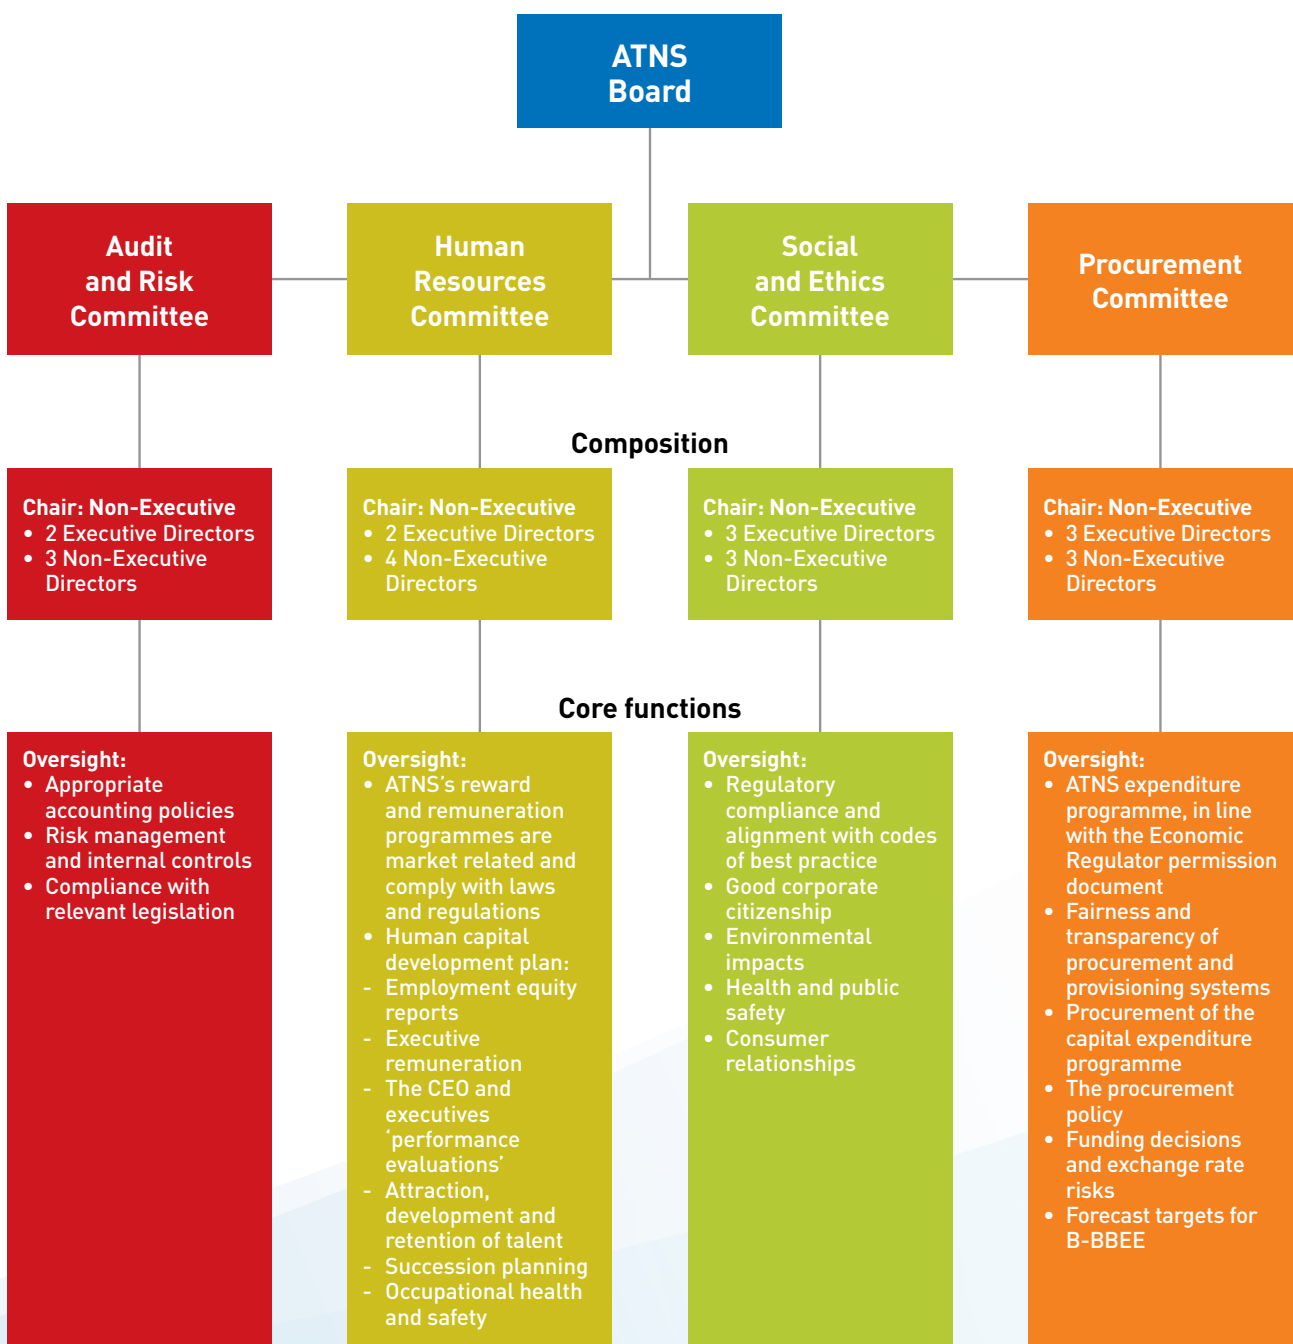 ATNS
Board
Audit
and Risk
Committee
Human
Resources
Committee
Social
and Ethics
Committee
Procurement
Committee
Composition
Chair: Non-Executive
• 2 Executive Directors
• 3 Non-Executive
Directors
Chair: Non-Executive
• 2 Executive Directors
• 4 Non-Executive
Directors
Chair: Non-Executive
• 3 Executive Directors
• 3 Non-Executive
Directors
Chair: Non-Executive
• 3 Executive Directors
• 3 Non-Executive
Directors
Core functions
Oversight:
• Appropriate
accounting policies
• Risk management
and internal controls
• Compliance with
relevant legislation
Oversight:
• ATNS's reward
and remuneration
programmes are
market related and
comply with laws
and regulations
• Human capital
development plan:
- Employment equity
reports
- Executive
remuneration
- The CEO and
executives
‘performance
evaluations’
- Attraction,
development and
retention of talent
- Succession planning
- Occupational health
and safety
Oversight:
• Regulatory
compliance and
alignment with codes
of best practice
• Good corporate
citizenship
• Environmental
impacts
• Health and public
safety
• Consumer
relationships
Oversight:
• ATNS expenditure
programme, in line
with the Economic
Regulator permission
document
• Fairness and
transparency of
procurement and
provisioning systems
• Procurement of the
capital expenditure
programme
• The procurement
policy
• Funding decisions
and exchange rate
risks
• Forecast targets for
B-BBEE